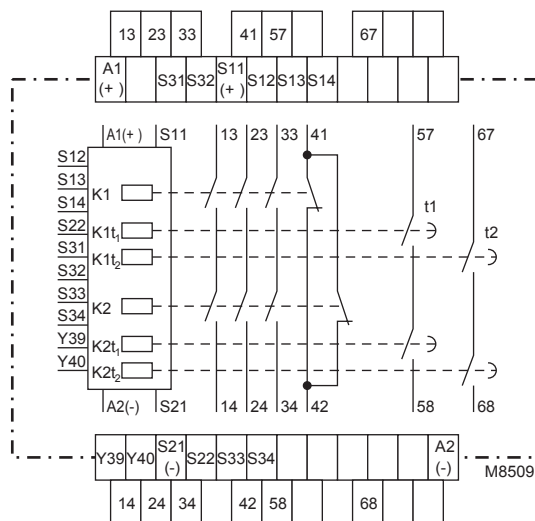 13 23 33 41 57 67
A1 (+) S31 S32 S11 (+) S12 S13 S14
A1(+) S11 13 23 33 41 57 67
S12
S13
K1
S14
t1
S22
K1t1
t2
S31
K1t2
S32
S33
K2
S34
Y39
K2t1
Y40
K2t2
A2(-) S21 14 24 34 42 58 68
Y39 Y40 S21 (-) S22 S33 S34 A2 (-)
M8509
14 24 34 42 58 68